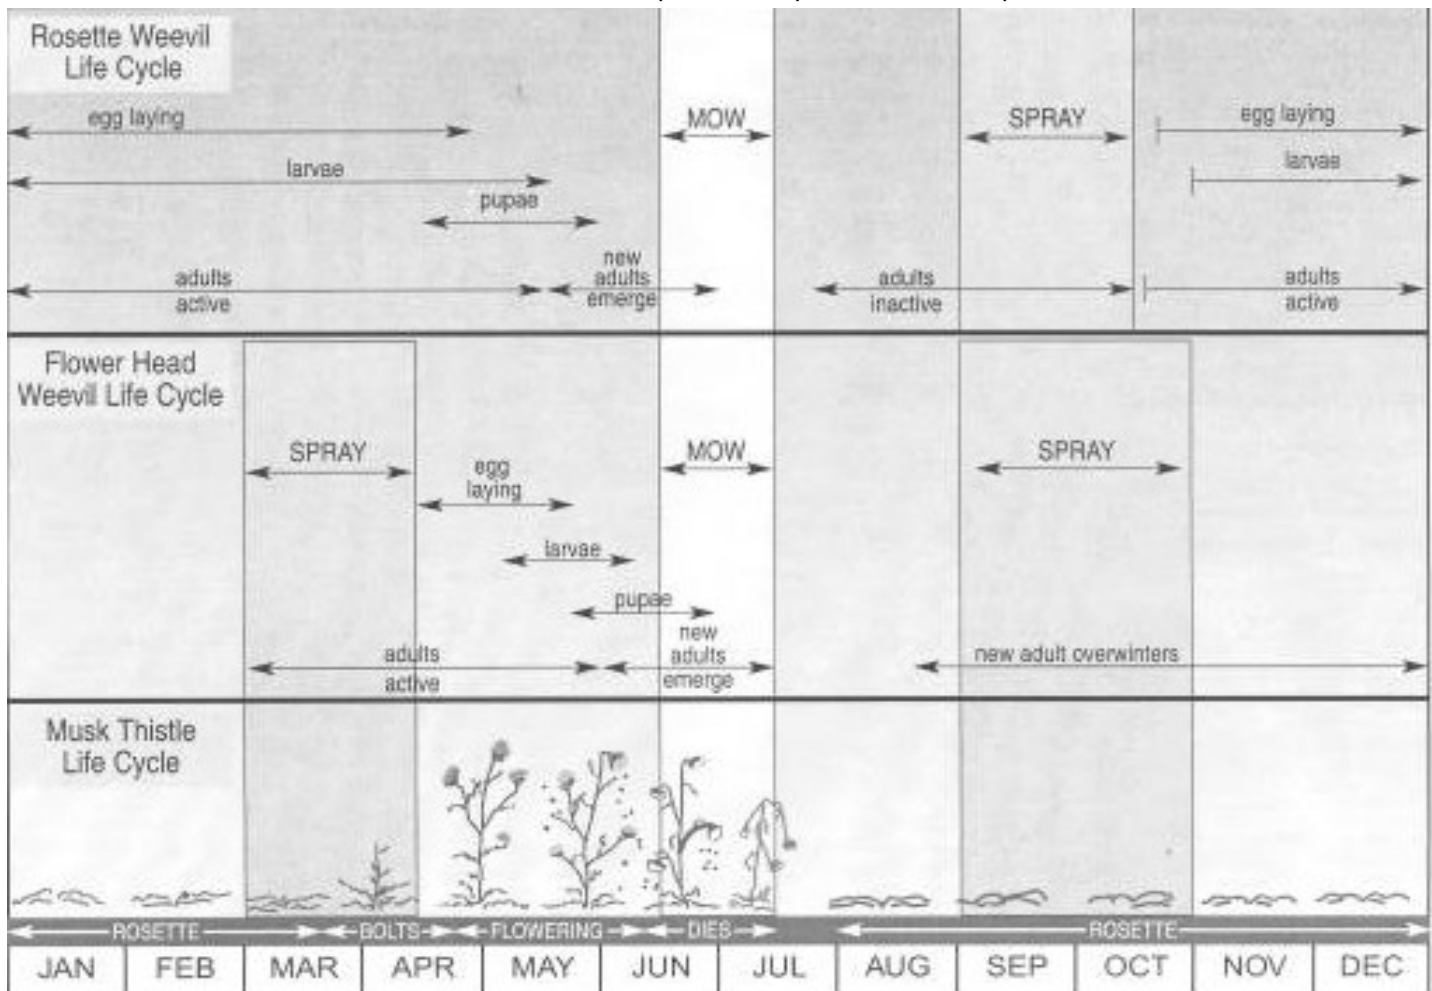 Rosette Weevil
Life Cycle
egg laying
larvae
pupae
adults
active
new
adults
emerge
MOW
adults
inactive
SPRAY
egg laying
larvae
adults
active
Flower Head
Weevil Life Cycle
SPRAY
egg
laying
larvae
pupae
adults
active
MOW
new
adults
emerge
SPRAY
new adult overwinters
Musk Thistle
Life Cycle
ROSETTE BOLTS FLOWERING DIES ROSETTE
JAN FEB MAR APR MAY JUN JUL AUG SEP OCT NOV DEC